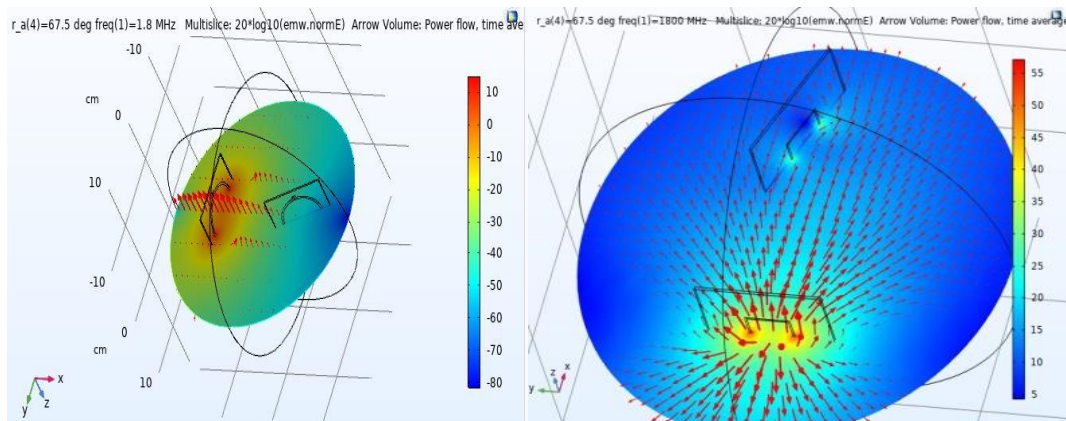 r_a(4)=67.5 deg freq(1)=1.8 MHz   Multislice: 20*log10(emw.normE)   Arrow Volume: Power flow, time ave
-10
cm
0
10
-10
0
cm
10
10
0
-10
-20
-30
-40
-50
-60
-70
-80
x
y
z
r_a(4)=67.5 deg freq(1)=1800 MHz   Multislice: 20*log10(emw.normE)   Arrow Volume: Power flow, time average
55
50
45
40
35
30
25
20
15
10
5
y
z
x